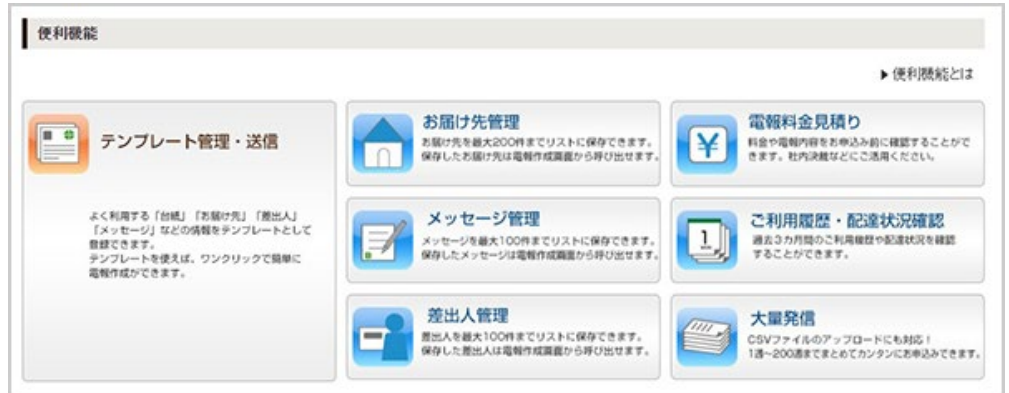 便利機能
▶便利機能とは
テンプレート管理・送信
よく利用する「台紙」「お届け先」「差出人」
「メッセージ」などの情報をテンプレートとして
登録できます。
テンプレートを使えば、ワンクリックで簡単に
電報作成ができます。
お届け先管理
お届け先を最大200件までリストに保存できます。
保存したお届け先は電報作成画面から呼び出せます。
メッセージ管理
メッセージを最大100件までリストに保存できます。
保存したメッセージは電報作成画面から呼び出せます。
差出人管理
差出人を最大100件までリストに保存できます。
保存した差出人は電報作成画面から呼び出せます。
電報料金見積り
料金や電報内容をお申込み前に確認することがで
きます。社内決裁などにご活用ください。
ご利用履歴・配達状況確認
過去3カ月間のご利用履歴や配達状況を確認
することができます。
大量発信
CSVファイルのアップロードにも対応!
1通~200通までまとめてカンタンにお申込みできます。